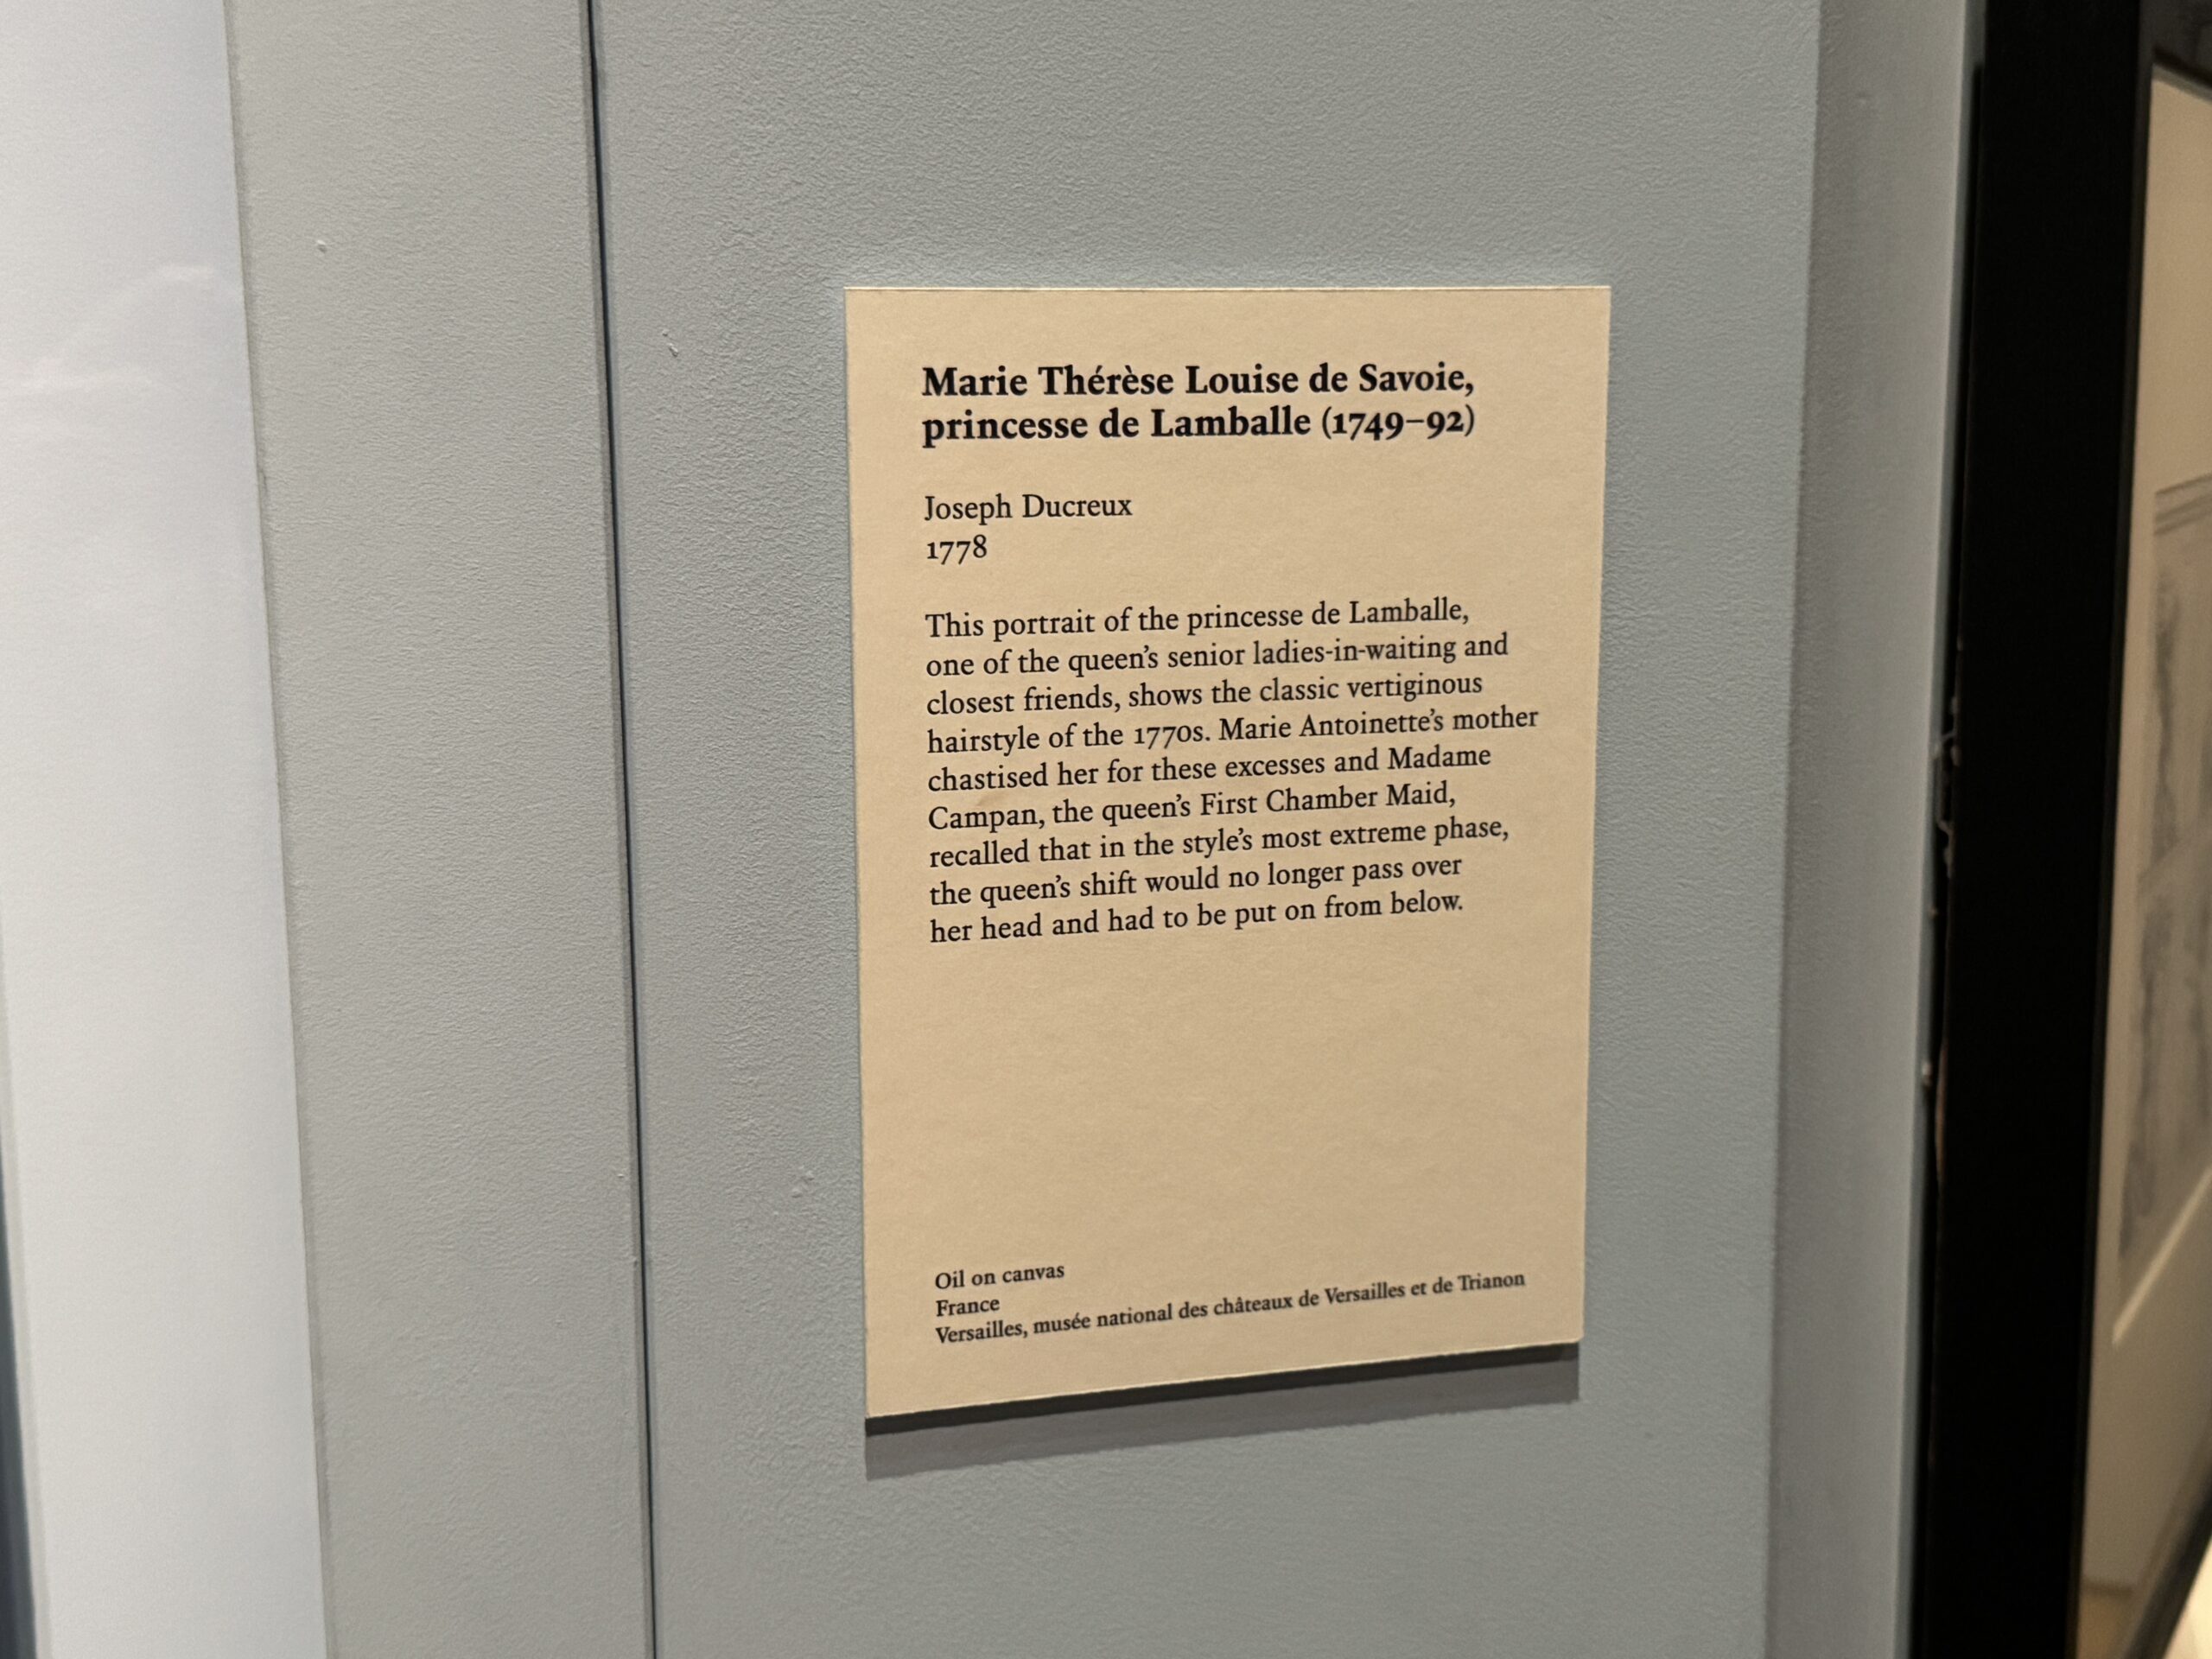 Marie Thérèse Louise de Savoie,
princesse de Lamballe (1749–92)
Joseph Ducreux
1778
This portrait of the princesse de Lamballe,
one of the queen’s senior ladies-in-waiting and
closest friends, shows the classic vertiginous
hairstyle of the 1770s. Marie Antoinette’s mother
chastised her for these excesses and Madame
Campan, the queen’s First Chamber Maid,
recalled that in the style’s most extreme phase,
the queen’s shift would no longer pass over
her head and had to be put on from below.
Oil on canvas
France
Versailles, musée national des châteaux de Versailles et de Trianon